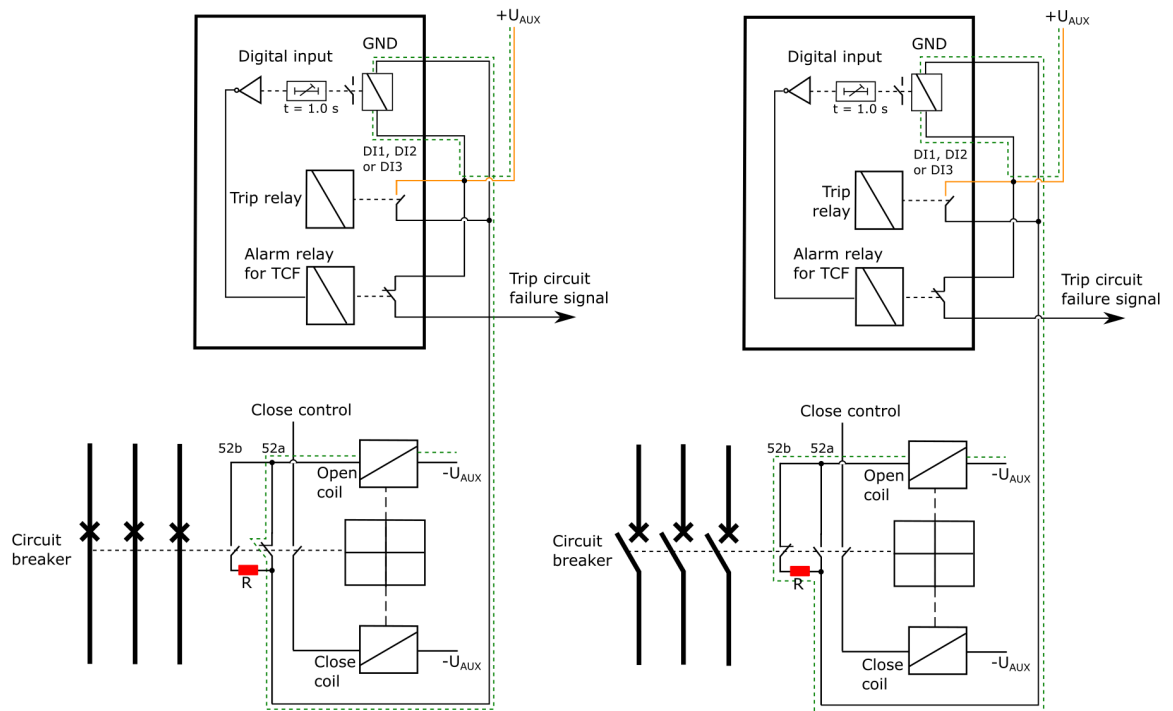 +UAUX
GND
Digital input
t = 1.0 s
DI1, DI2
or DI3
Trip relay
Alarm relay
for TCF
Trip circuit
failure signal
Close control
52b
52a
Open
coil
-UAUX
Circuit
breaker
R
Close
coil
-UAUX
+UAUX
GND
Digital input
t = 1.0 s
DI1, DI2
or DI3
Trip
relay
Alarm relay
for TCF
Trip circuit
failure signal
Close control
52b
52a
Open
coil
-UAUX
Circuit
breaker
R
Close
coil
-UAUX